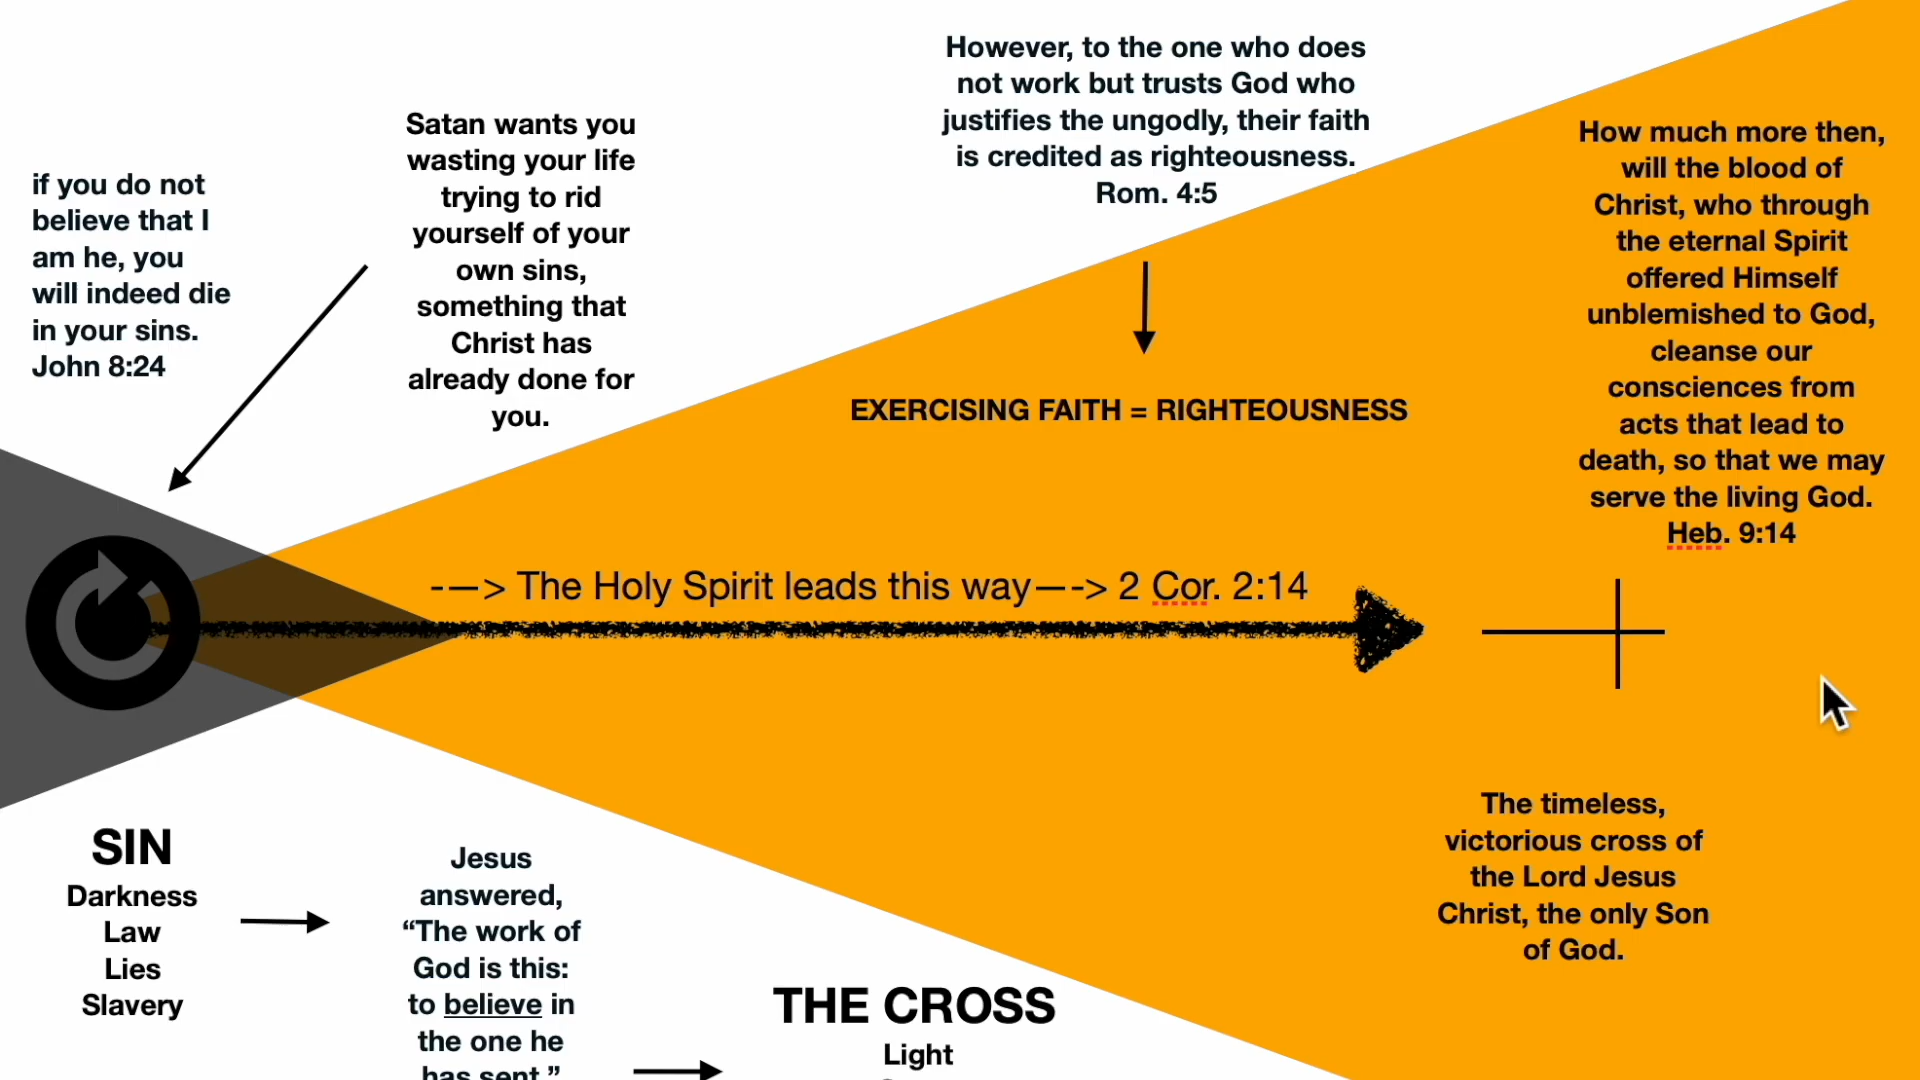 However, to the one who does
not work but trusts God who
justifies the ungodly, their faith
is credited as righteousness.
Rom. 4:5
Satan wants you
wasting your life
trying to rid
yourself of your
own sins,
something that
Christ has
already done for
you.
if you do not
believe that I
am he, you
will indeed die
in your sins.
John 8:24
How much more then,
will the blood of
Christ, who through
the eternal Spirit
offered Himself
unblemished to God,
cleanse our
consciences from
acts that lead to
death, so that we may
serve the living God.
Heb. 9:14
EXERCISING FAITH = RIGHTEOUSNESS
-—> The Holy Spirit leads this way—-> 2 Cor. 2:14
The timeless,
victorious cross of
the Lord Jesus
Christ, the only Son
of God.
SIN
Darkness
Law
Lies
Slavery
Jesus
answered,
“The work of
God is this:
to believe in
the one he
has sent.”
THE CROSS
Light